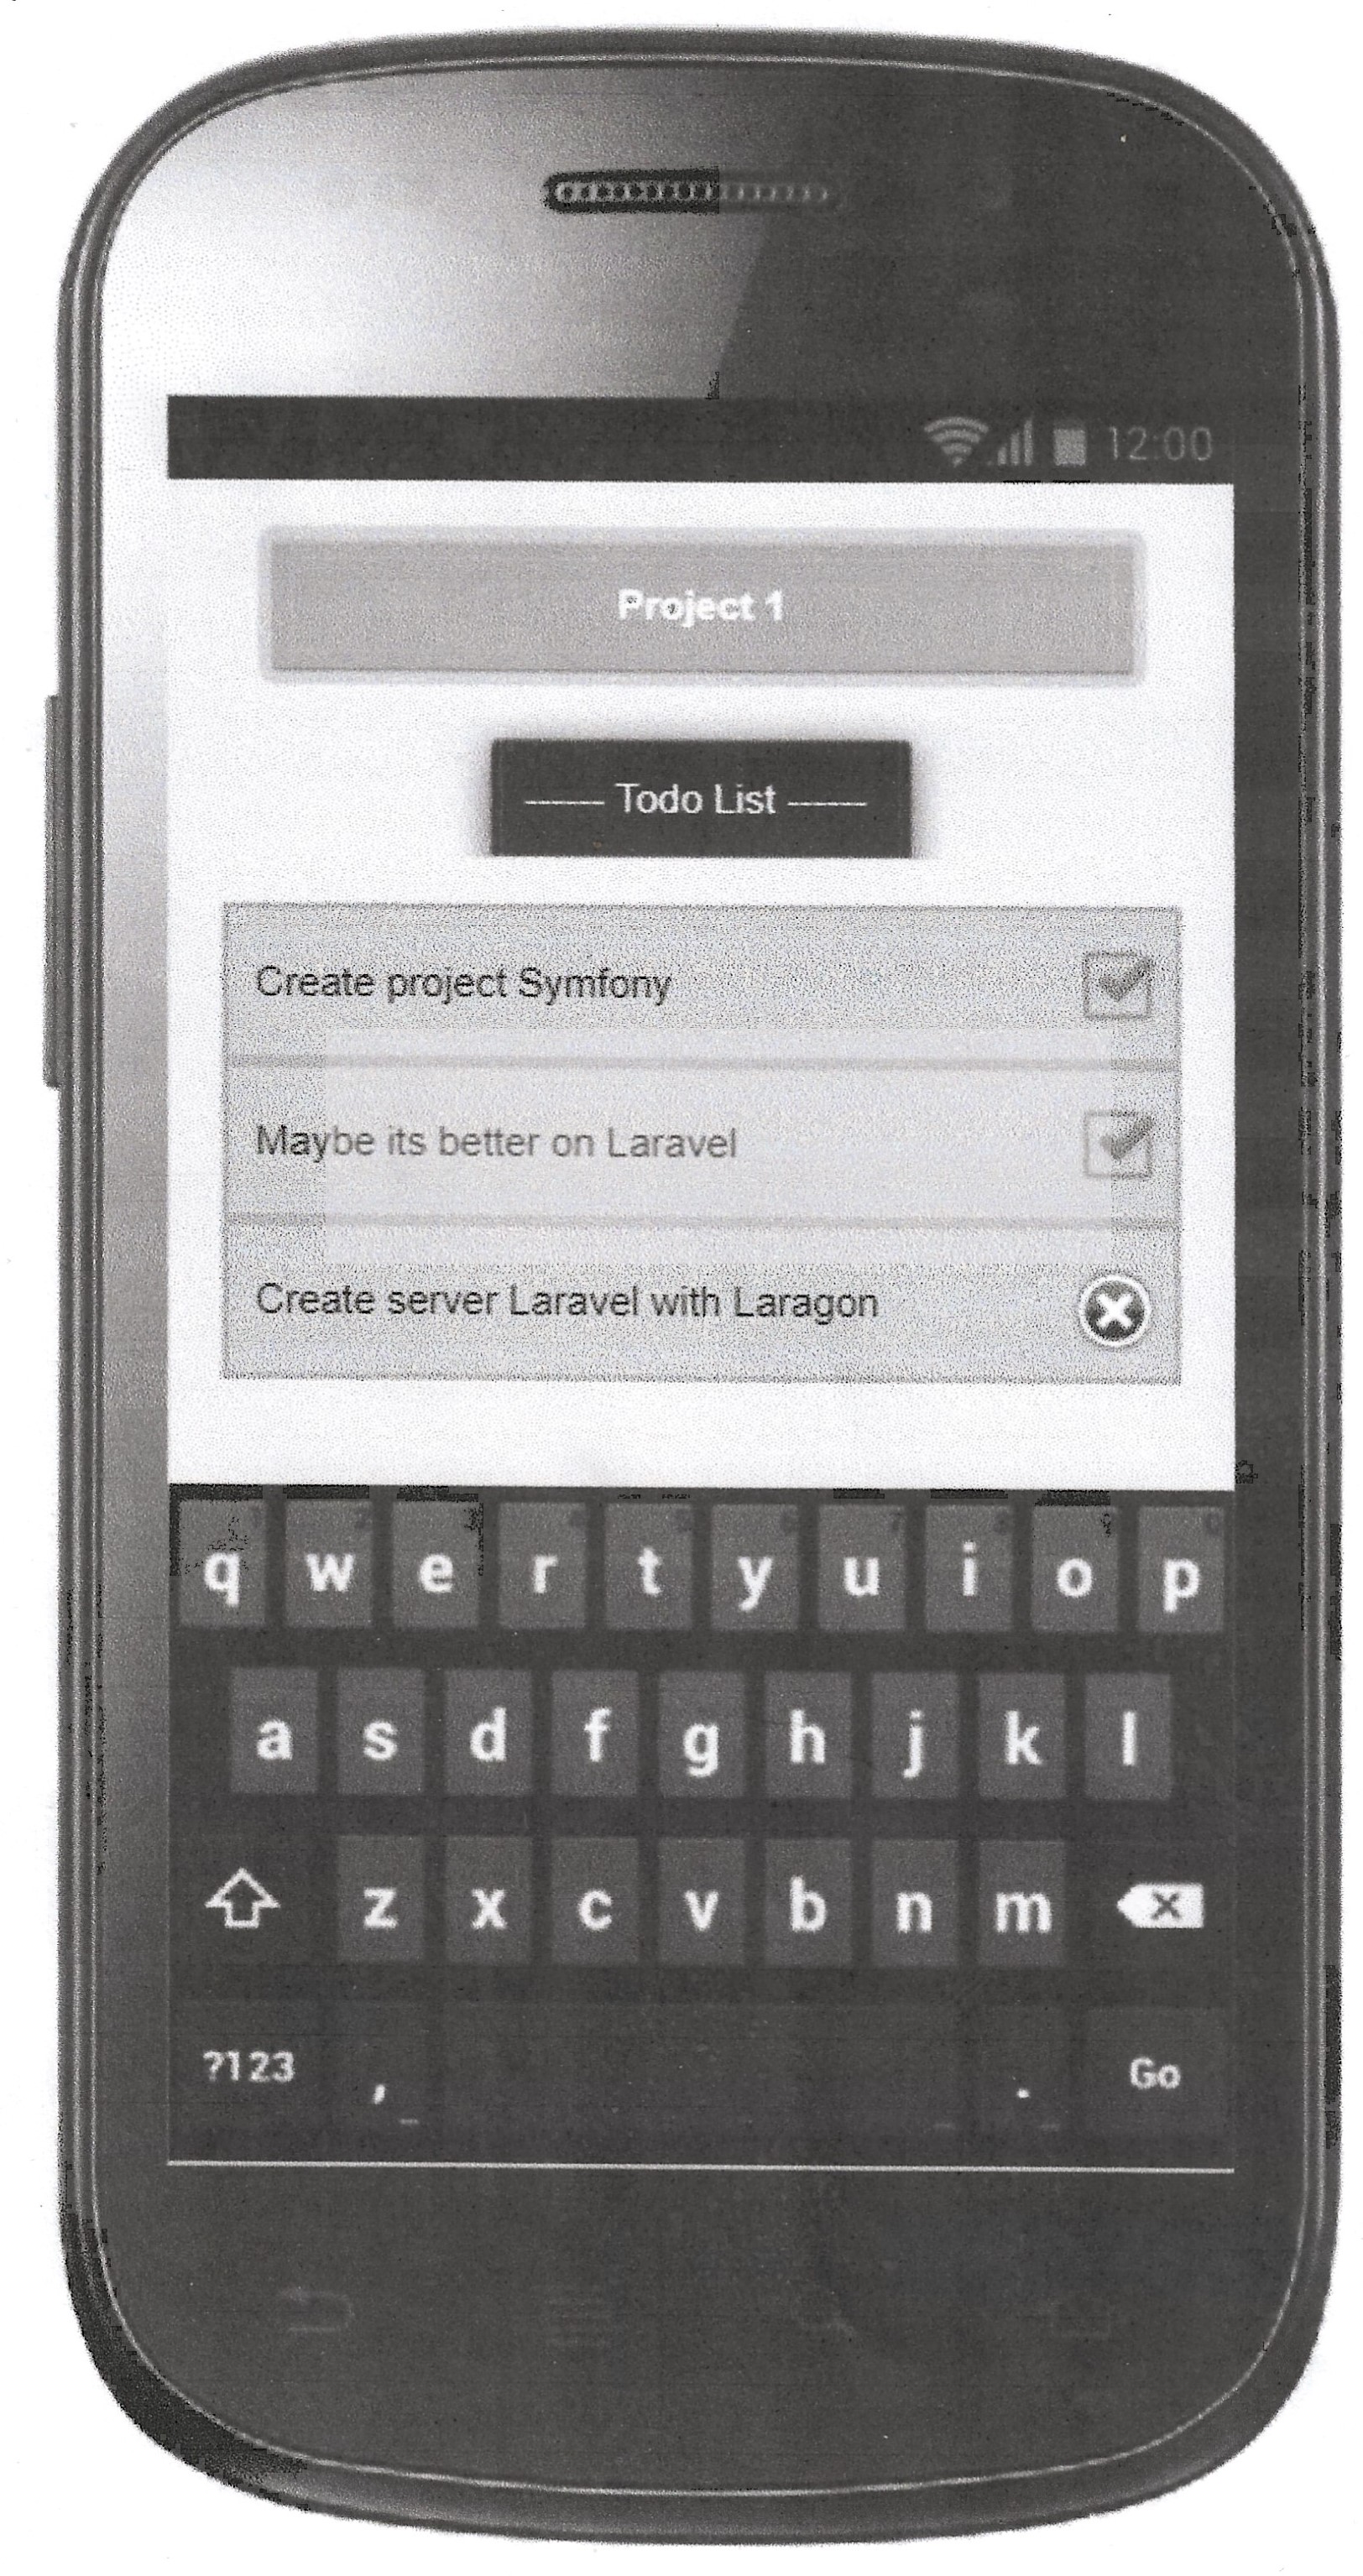 12:00
Project 1
Todo List
Create project Symfony
Maybe its better on Laravel
Create server Laravel with Laragon
q w e r t y u i o p
a s d f g h j k l
z x c v b n m
?123 , . Go